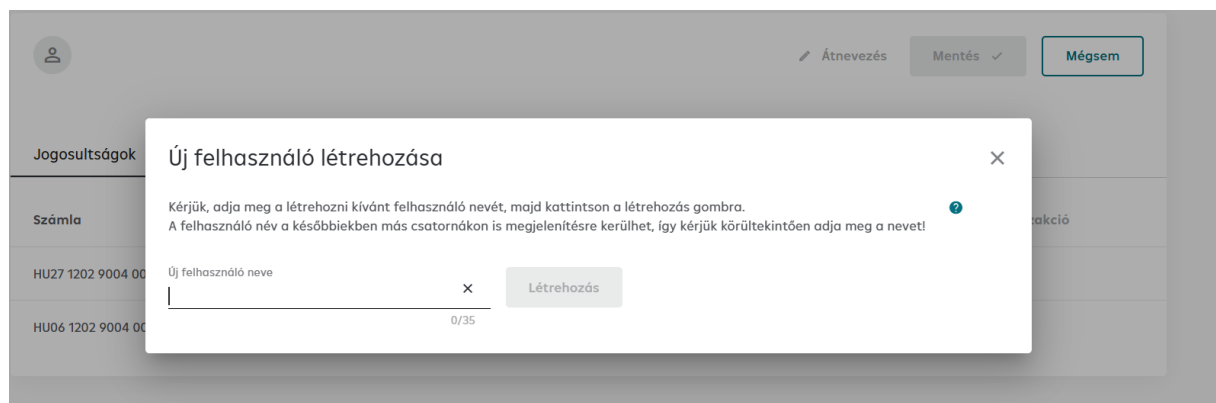 Átnevezés
Mentés
Mégsem
Jogosultságok
Új felhasználó létrehozása
Kérjük, adja meg a létrehozni kívánt felhasználó nevét, majd kattintson a létrehozás gombra.
A felhasználó név a későbbiekben más csatornákon is megjelenítésre kerülhet, így kérjük körültekintően adja meg a nevet!
Számla
Új felhasználó neve
Létrehozás
0/35
HU27 1202 9004 00
HU06 1202 9004 00